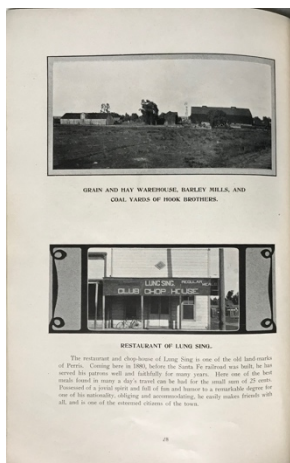 GRAIN AND HAY WAREHOUSE, BARLEY MILLS, AND
COAL YARDS OF HOOK BROTHERS.
LUNG SING. REGULAR MEAL
CLUB CHOP HOUSE
RESTAURANT OF LUNG SING.
The restaurant and chop-house of Lung Sing is one of the old land-marks
of Perris. Coming here in 1880, before the Santa Fe railroad was built, he has
served his patrons well and faithfully for many years. Here one of the best
meals found in many a day's travel can be had for the small sum of 25 cents.
Possessed of a jovial spirit and full of fun and humor to a remarkable degree for
one of his nationality, obliging and accommodating, he easily makes friends with
all, and is one of the esteemed citizens of the town.